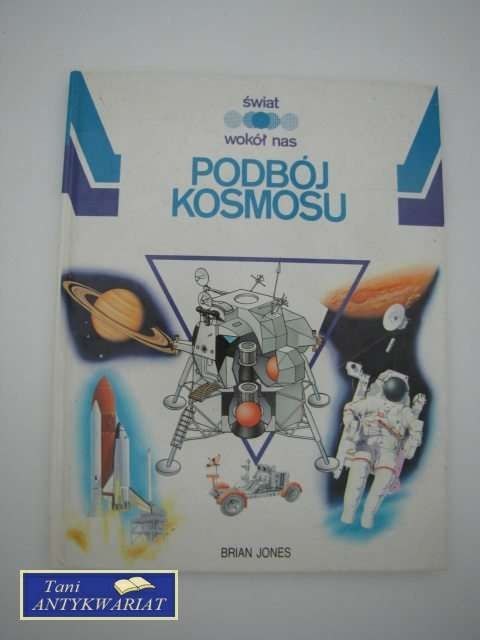 świat
wokół nas
PODBÓJ
KOSMOSU
BRIAN JONES
Tani
ANTYKWARIAT